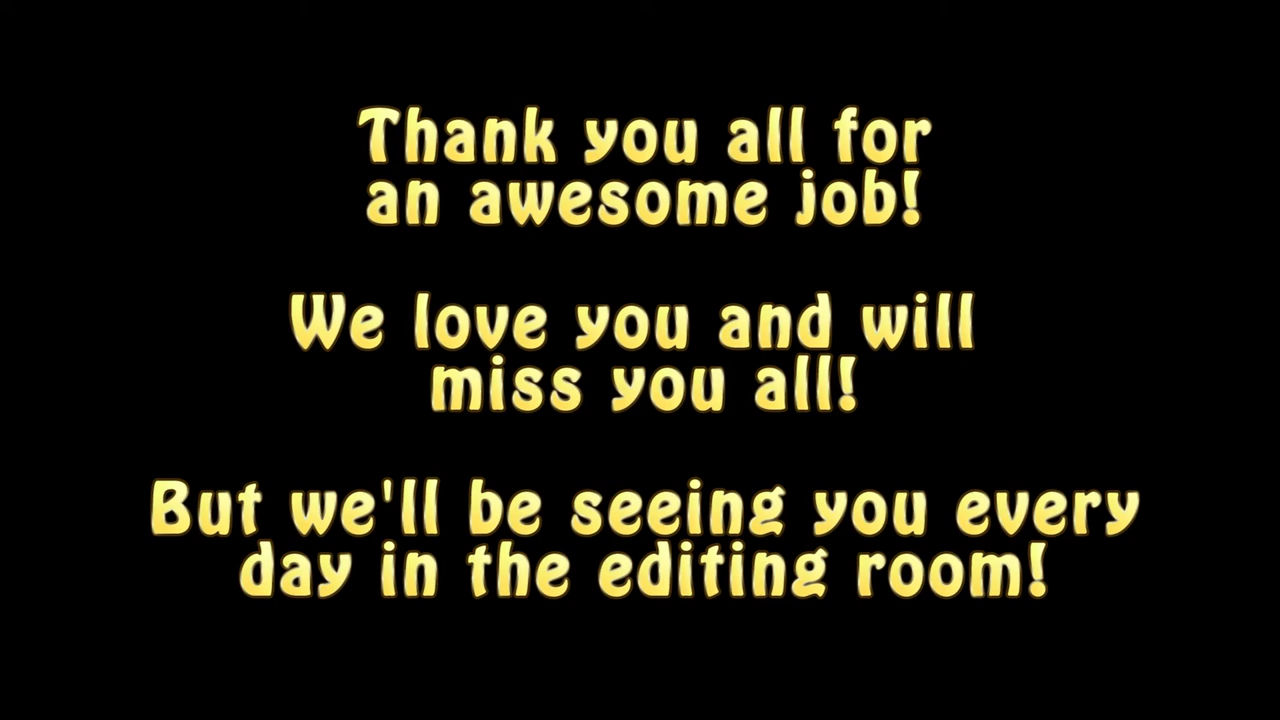 Thank you all for
an awesome job!
We love you and will
miss you all!
But we'll be seeing you every
day in the editing room!